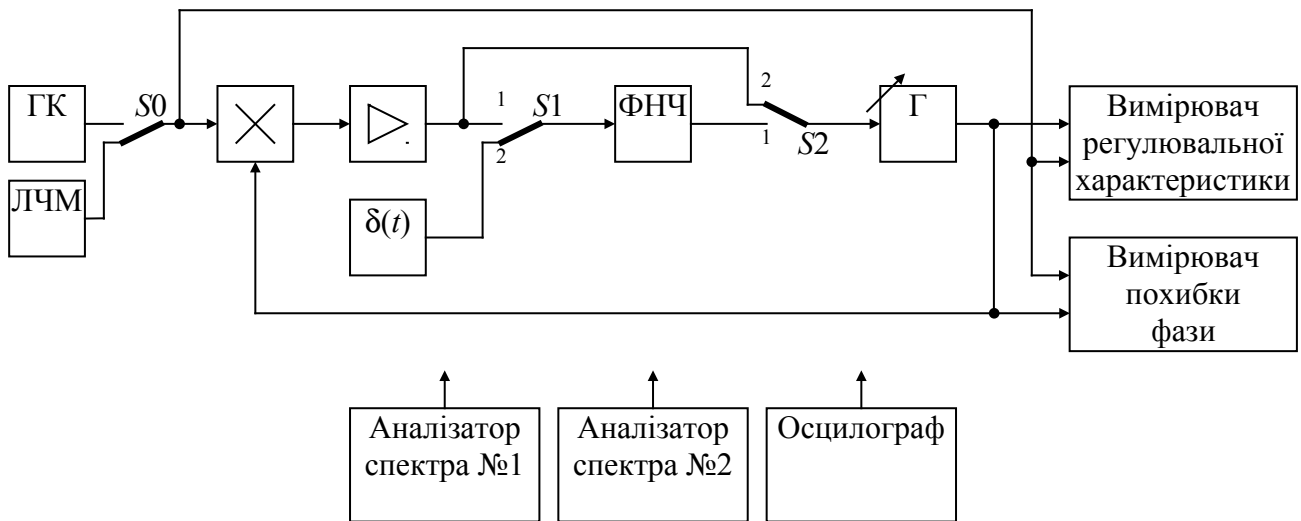 ГК
S0
ЛЧМ
1
S1
2
δ(t)
ФНЧ
2
1
S2
Г
Вимірювач
регулювальної
характеристики
Вимірювач
похибки
фази
Аналізатор
спектра №1
Аналізатор
спектра №2
Осцилограф